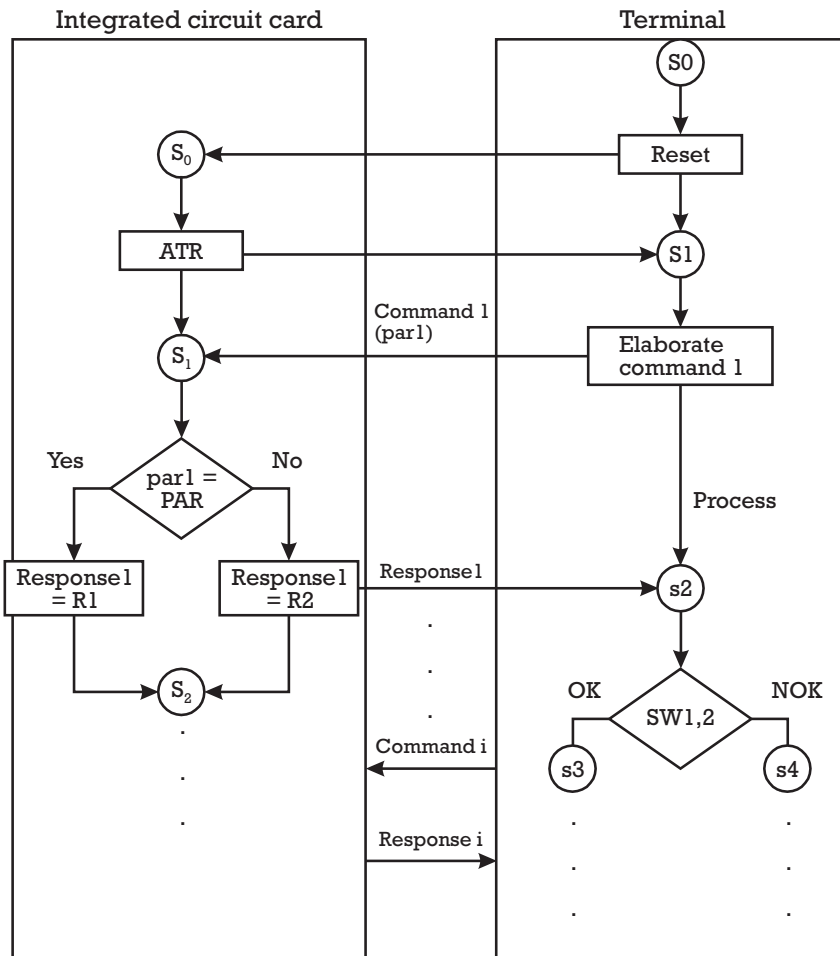 Integrated circuit card
Terminal
S0
S₀
Reset
ATR
S1
Command 1
(par1)
S₁
Elaborate
command 1
Yes
No
par1 =
PAR
Process
Response1
= R1
Response1
= R2
Response1
s2
.
.
.
S₂
OK
NOK
SW1,2
Command i
s3
s4
.
.
.
Response i
.
.
.
.
.
.